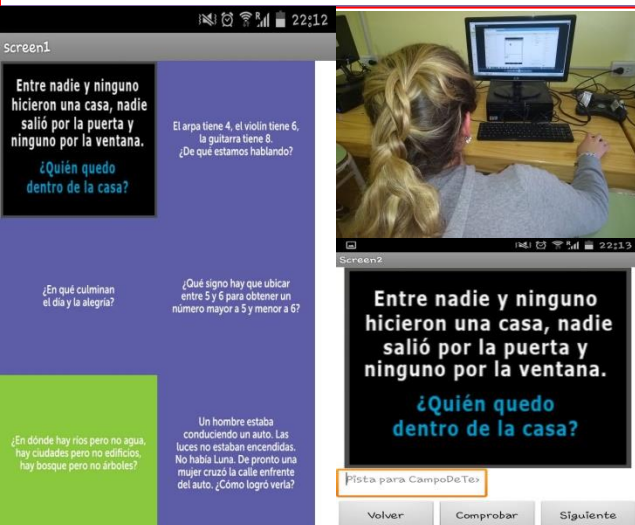 22:12
Screen1
Entre nadie y ninguno
hicieron una casa, nadie
salió por la puerta y
ninguno por la ventana.
¿Quién quedo
dentro de la casa?
El arpa tiene 4, el violín tiene 6,
la guitarra tiene 8.
¿De qué estamos hablando?
¿En qué culminan
el día y la alegría?
¿Qué signo hay que ubicar
entre 5 y 6 para obtener un
número mayor a 5 y menor a 6?
¿En dónde hay ríos pero no agua,
hay ciudades pero no edificios,
hay bosque pero no árboles?
Un hombre estaba
conduciendo un auto. Las
luces no estaban encendidas.
No había Luna. De pronto una
mujer cruzó la calle enfrente
del auto. ¿Cómo logró verla?
22:13
Screen2
Entre nadie y ninguno
hicieron una casa, nadie
salió por la puerta y
ninguno por la ventana.
¿Quién quedo
dentro de la casa?
Pista para CampoDeTe
Volver Comprobar Siguiente